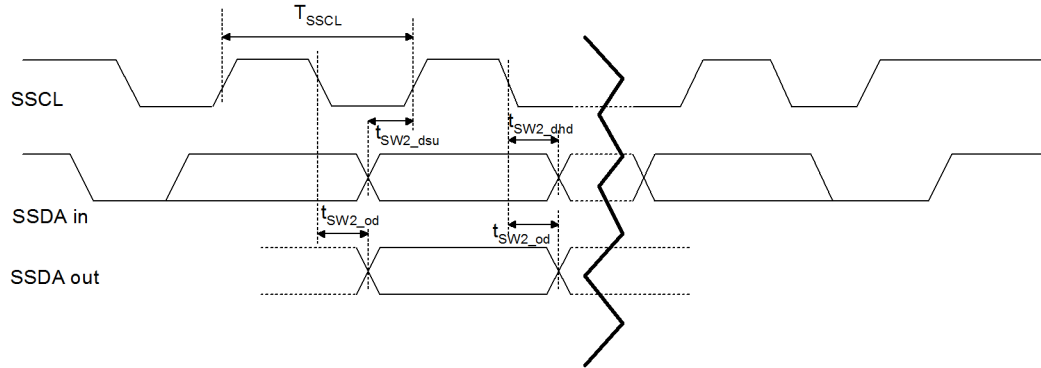 TSSCL
SSCL
tSW2_dsu
tSW2_dhd
SSDA in
tSW2_od
tSW2_od
SSDA out